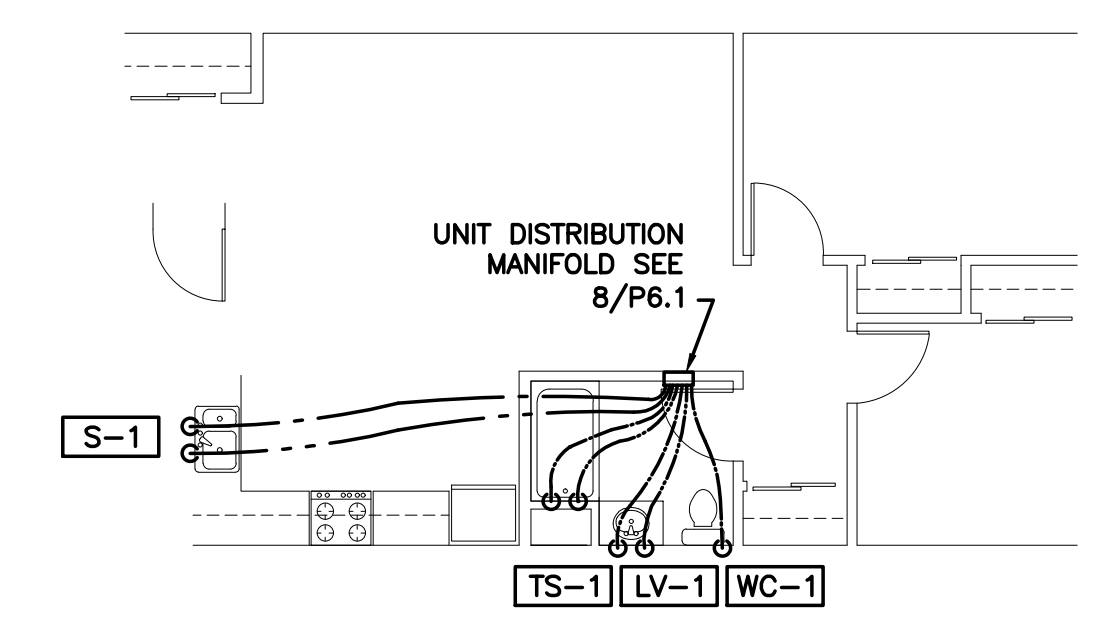 UNIT DISTRIBUTION
MANIFOLD SEE
8/P6.1
S-1
TS-1
LV-1
WC-1